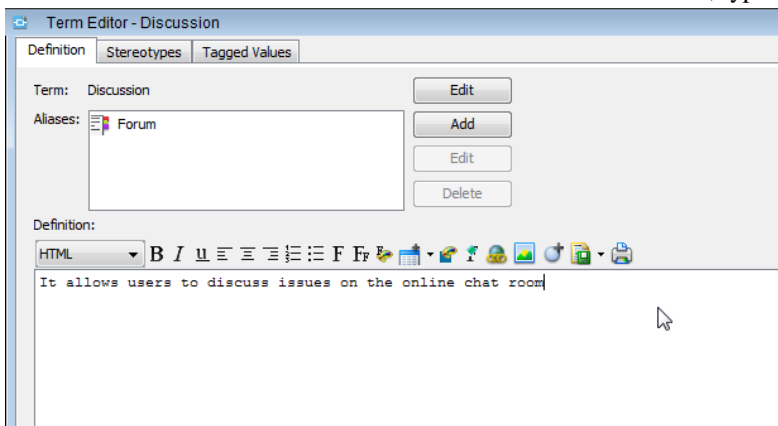 Term Editor - Discussion
Definition Stereotypes Tagged Values
Term: Discussion Edit
Aliases: Forum Add
Edit
Delete
Definition:
HTML B I u F
It allows users to discuss issues on the online chat room